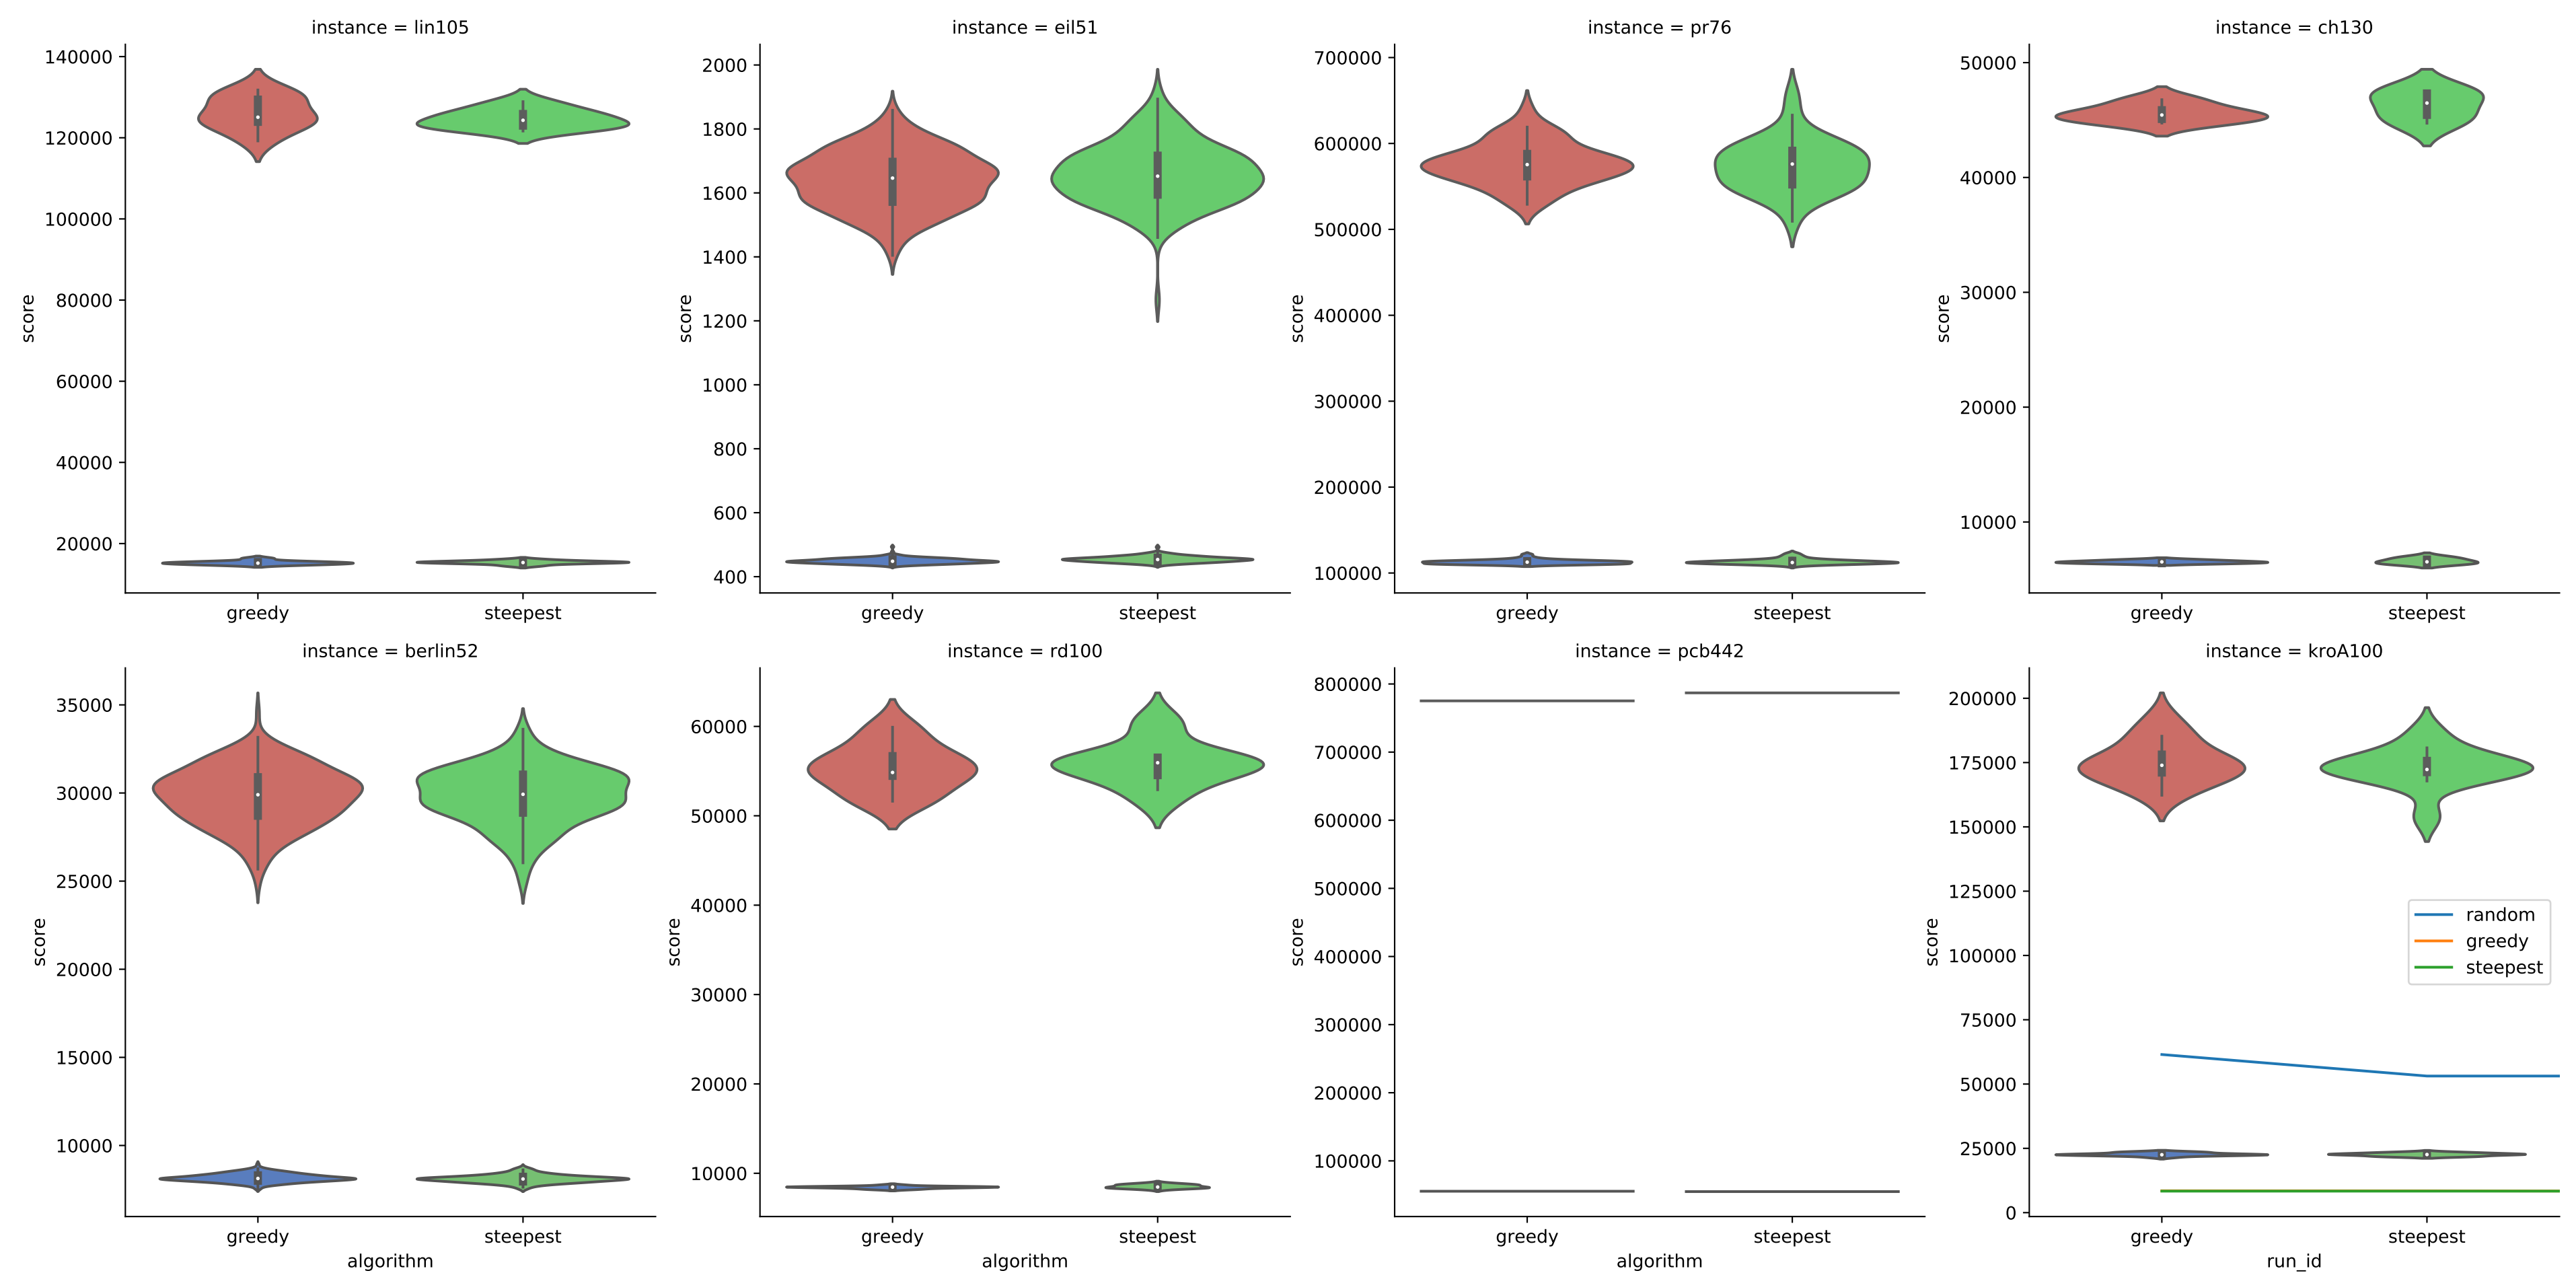 instance = lin105
140000
120000
100000
80000
60000
40000
20000
score
greedy
steepest
instance = eil51
2000
1800
1600
1400
1200
1000
800
600
400
score
greedy
steepest
instance = pr76
700000
600000
500000
400000
300000
200000
100000
score
greedy
steepest
instance = ch130
50000
40000
30000
20000
10000
score
greedy
steepest
instance = berlin52
35000
30000
25000
20000
15000
10000
score
greedy
steepest
algorithm
instance = rd100
60000
50000
40000
30000
20000
10000
score
greedy
steepest
algorithm
instance = pcb442
800000
700000
600000
500000
400000
300000
200000
100000
score
greedy
steepest
algorithm
instance = kroA100
200000
175000
150000
125000
100000
75000
50000
25000
0
score
random
greedy
steepest
greedy
steepest
run_id